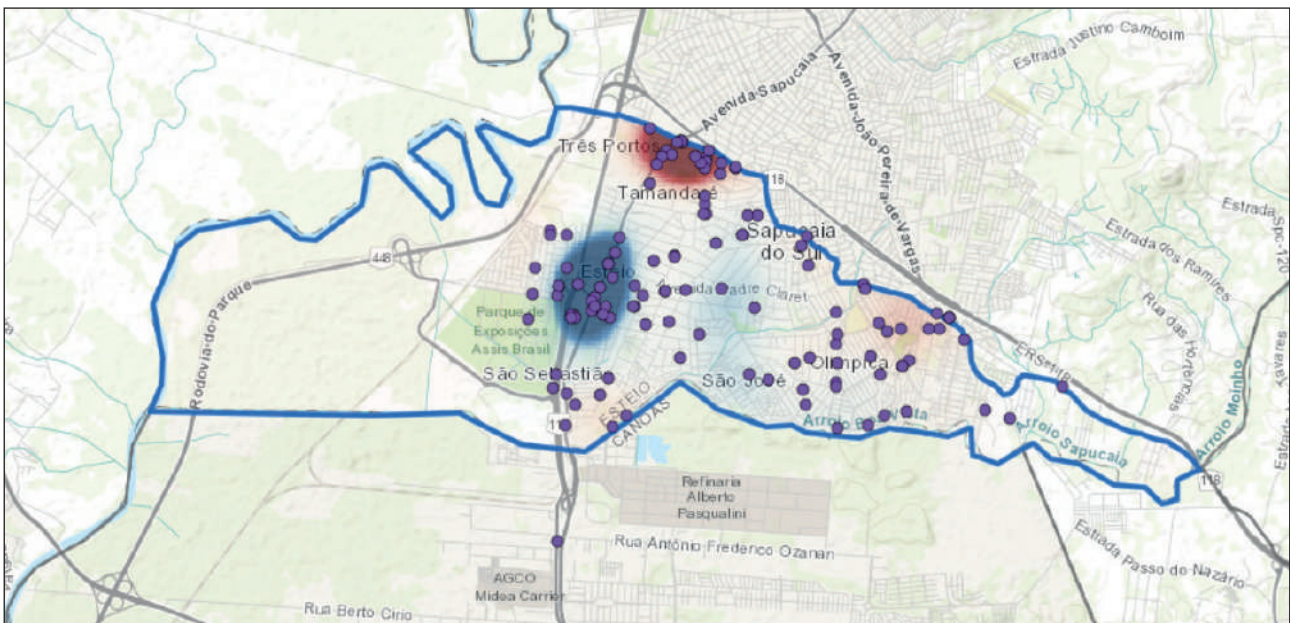 Estrada Justino Camboim
Avenida Sapucaia
Avenida João Pereira de Vargas
Três Portos
118
Tamandaré
Estrada Spc-120
Sapucaia
do Sul
Estrada dos Ramires
448
Esteio
Avenida Padre Claret
Rodovia do Parque
Parque de
Exposições
Assis Brasil
Rua das Hortências
Tavares
ERS-118
Olímpica
São Sebastião
São José
ESTEIO
CANOAS
Arroio Moinho
Arroio Sapucaia
118
Refinaria
Alberto
Pasqualini
Rua Antônio Frederico Ozanan
Estrada Passo do Nazário
AGCO
Midea Carrier
Rua Berto Círio